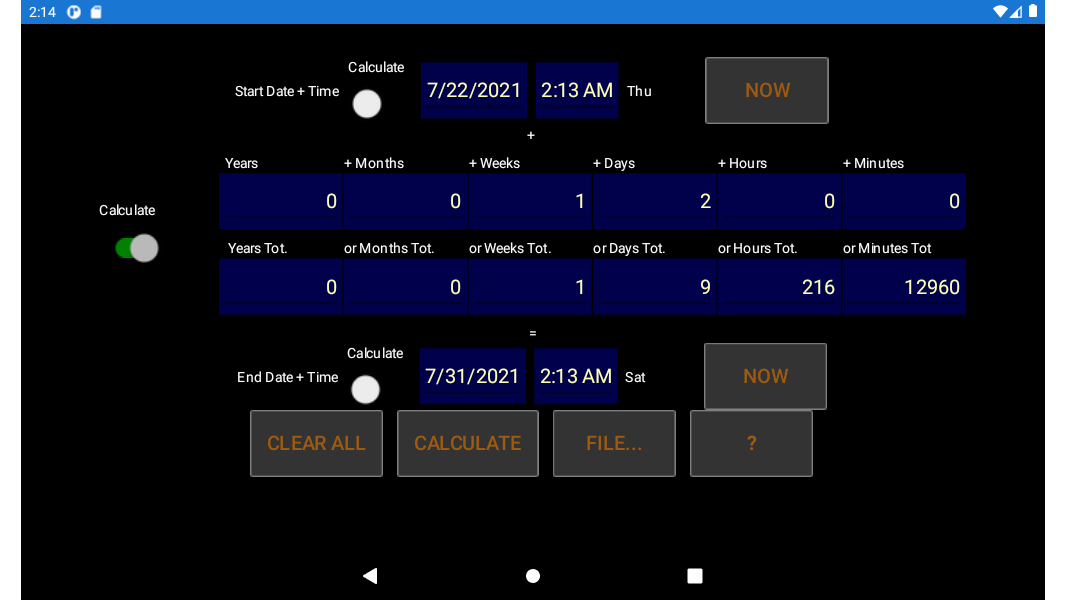 2:14
Calculate
Start Date + Time 7/22/2021 2:13 AM Thu NOW
+
Years + Months + Weeks + Days + Hours + Minutes
0 0 1 2 0 0
Calculate
Years Tot. or Months Tot. or Weeks Tot. or Days Tot. or Hours Tot. or Minutes Tot
0 0 1 9 216 12960
=
Calculate
End Date + Time 7/31/2021 2:13 AM Sat NOW
CLEAR ALL CALCULATE FILE... ?